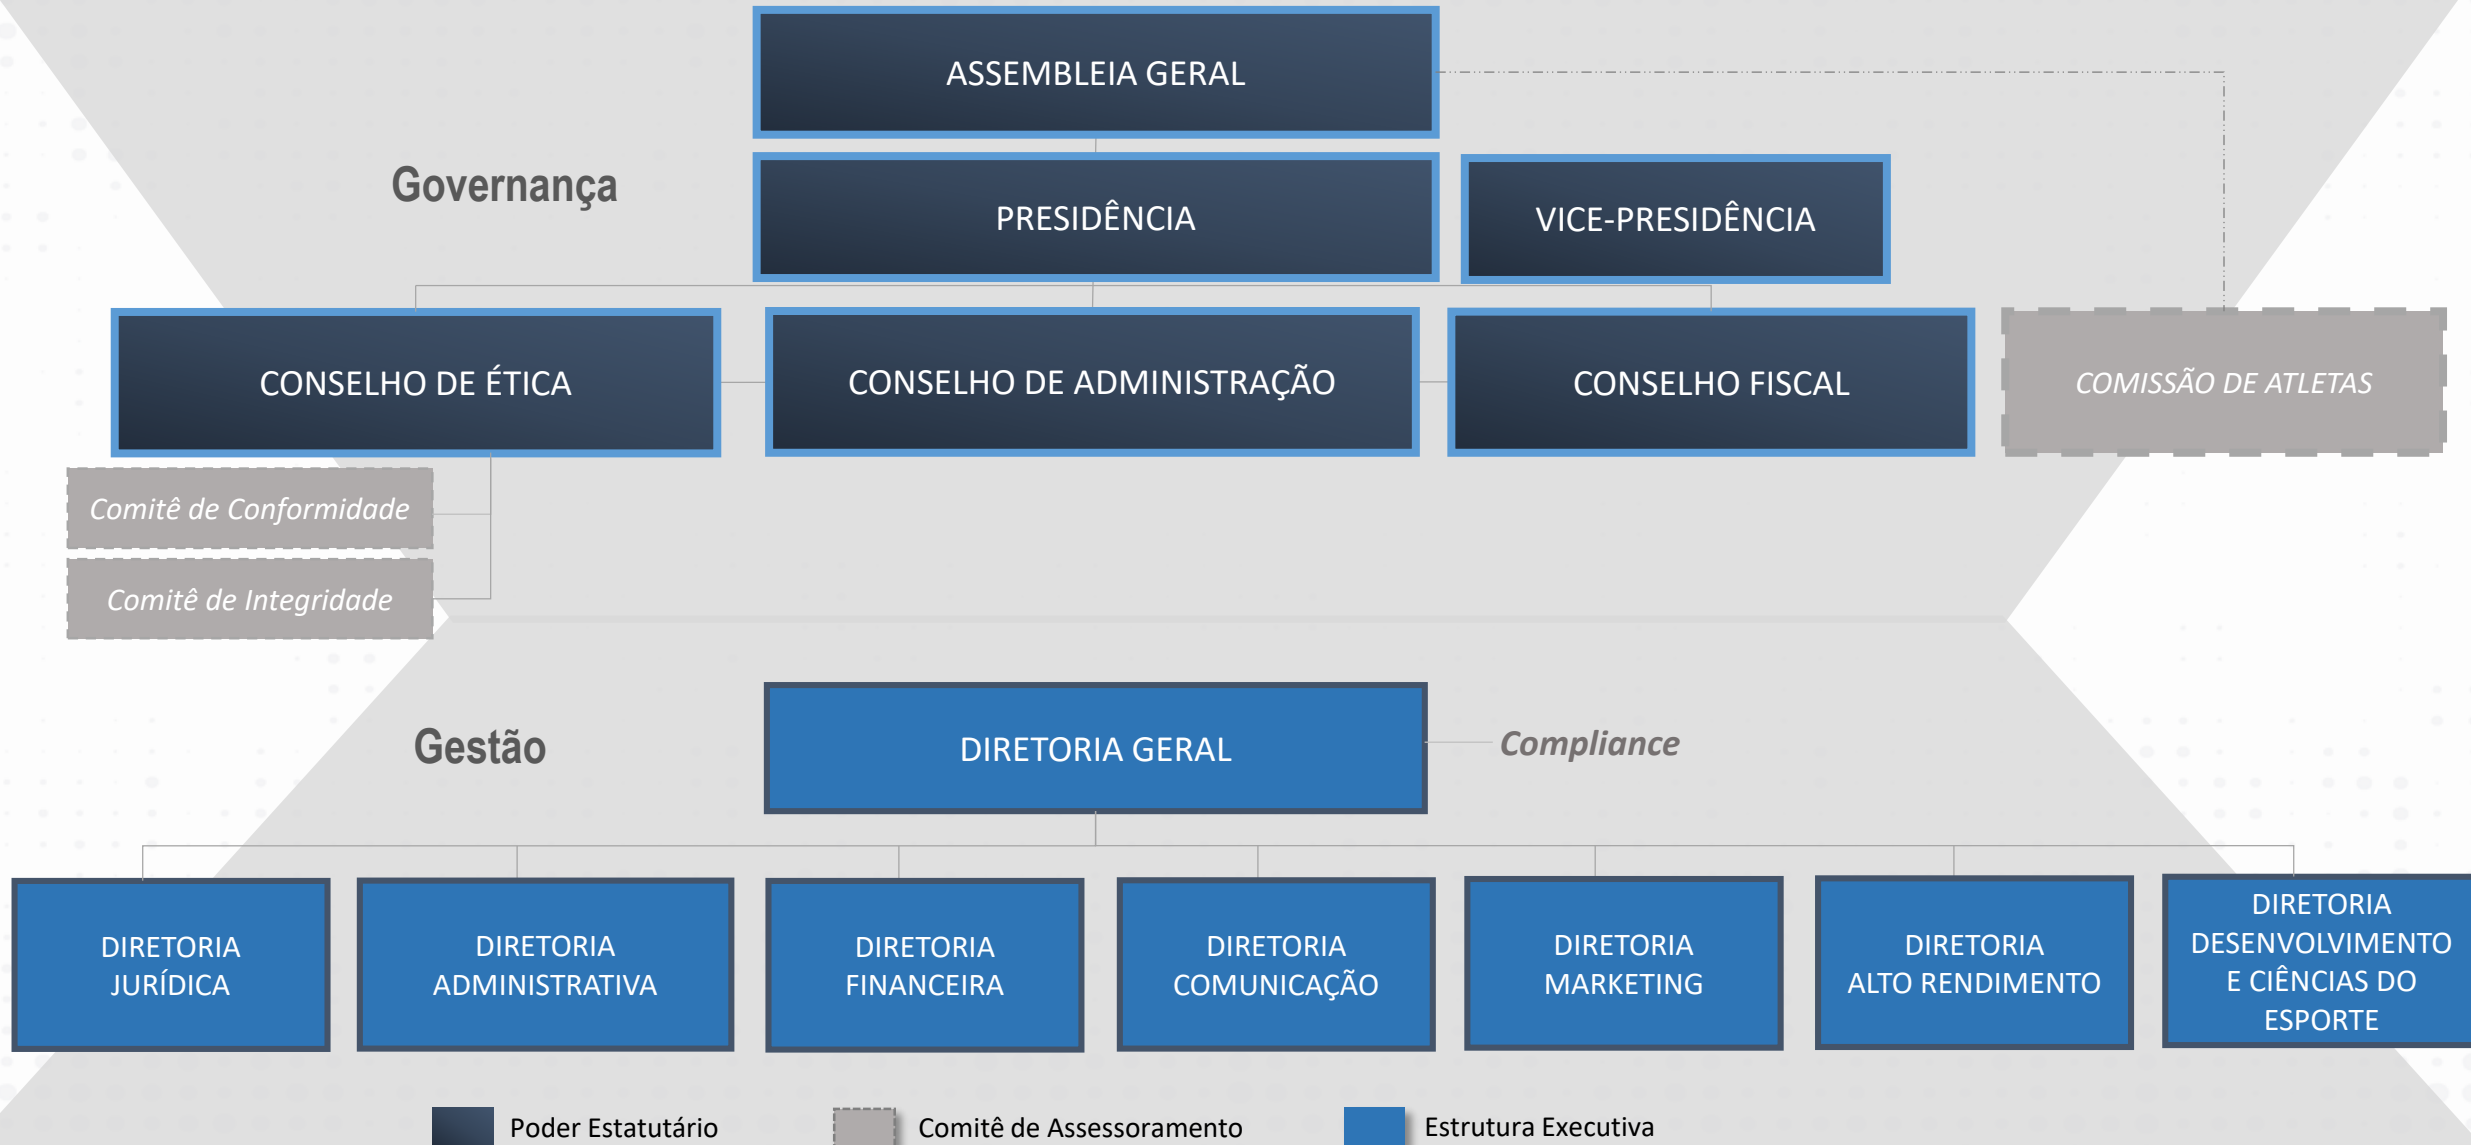 ASSEMBLEIA GERAL
Governança
PRESIDÊNCIA
VICE-PRESIDÊNCIA
CONSELHO DE ÉTICA
CONSELHO DE ADMINISTRAÇÃO
CONSELHO FISCAL
COMISSÃO DE ATLETAS
Comitê de Conformidade
Comitê de Integridade
Gestão
DIRETORIA GERAL
Compliance
DIRETORIA
JURÍDICA
DIRETORIA
ADMINISTRATIVA
DIRETORIA
FINANCEIRA
DIRETORIA
COMUNICAÇÃO
DIRETORIA
MARKETING
DIRETORIA
ALTO RENDIMENTO
DIRETORIA
DESENVOLVIMENTO
E CIÊNCIAS DO
ESPORTE
Poder Estatutário
Comitê de Assessoramento
Estrutura Executiva